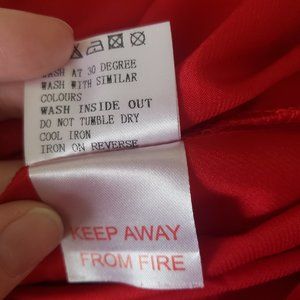 WASH AT 30 DEGREE
WASH WITH SIMILAR
COLOURS
WASH INSIDE OUT
DO NOT TUMBLE DRY
COOL IRON
IRON ON REVERSE
KEEP AWAY
FROM FIRE